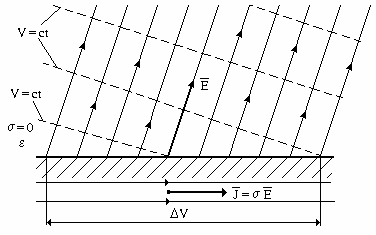 V = ct
V = ct
E̅
σ = 0
ε
J̅ = σ E̅
ΔV